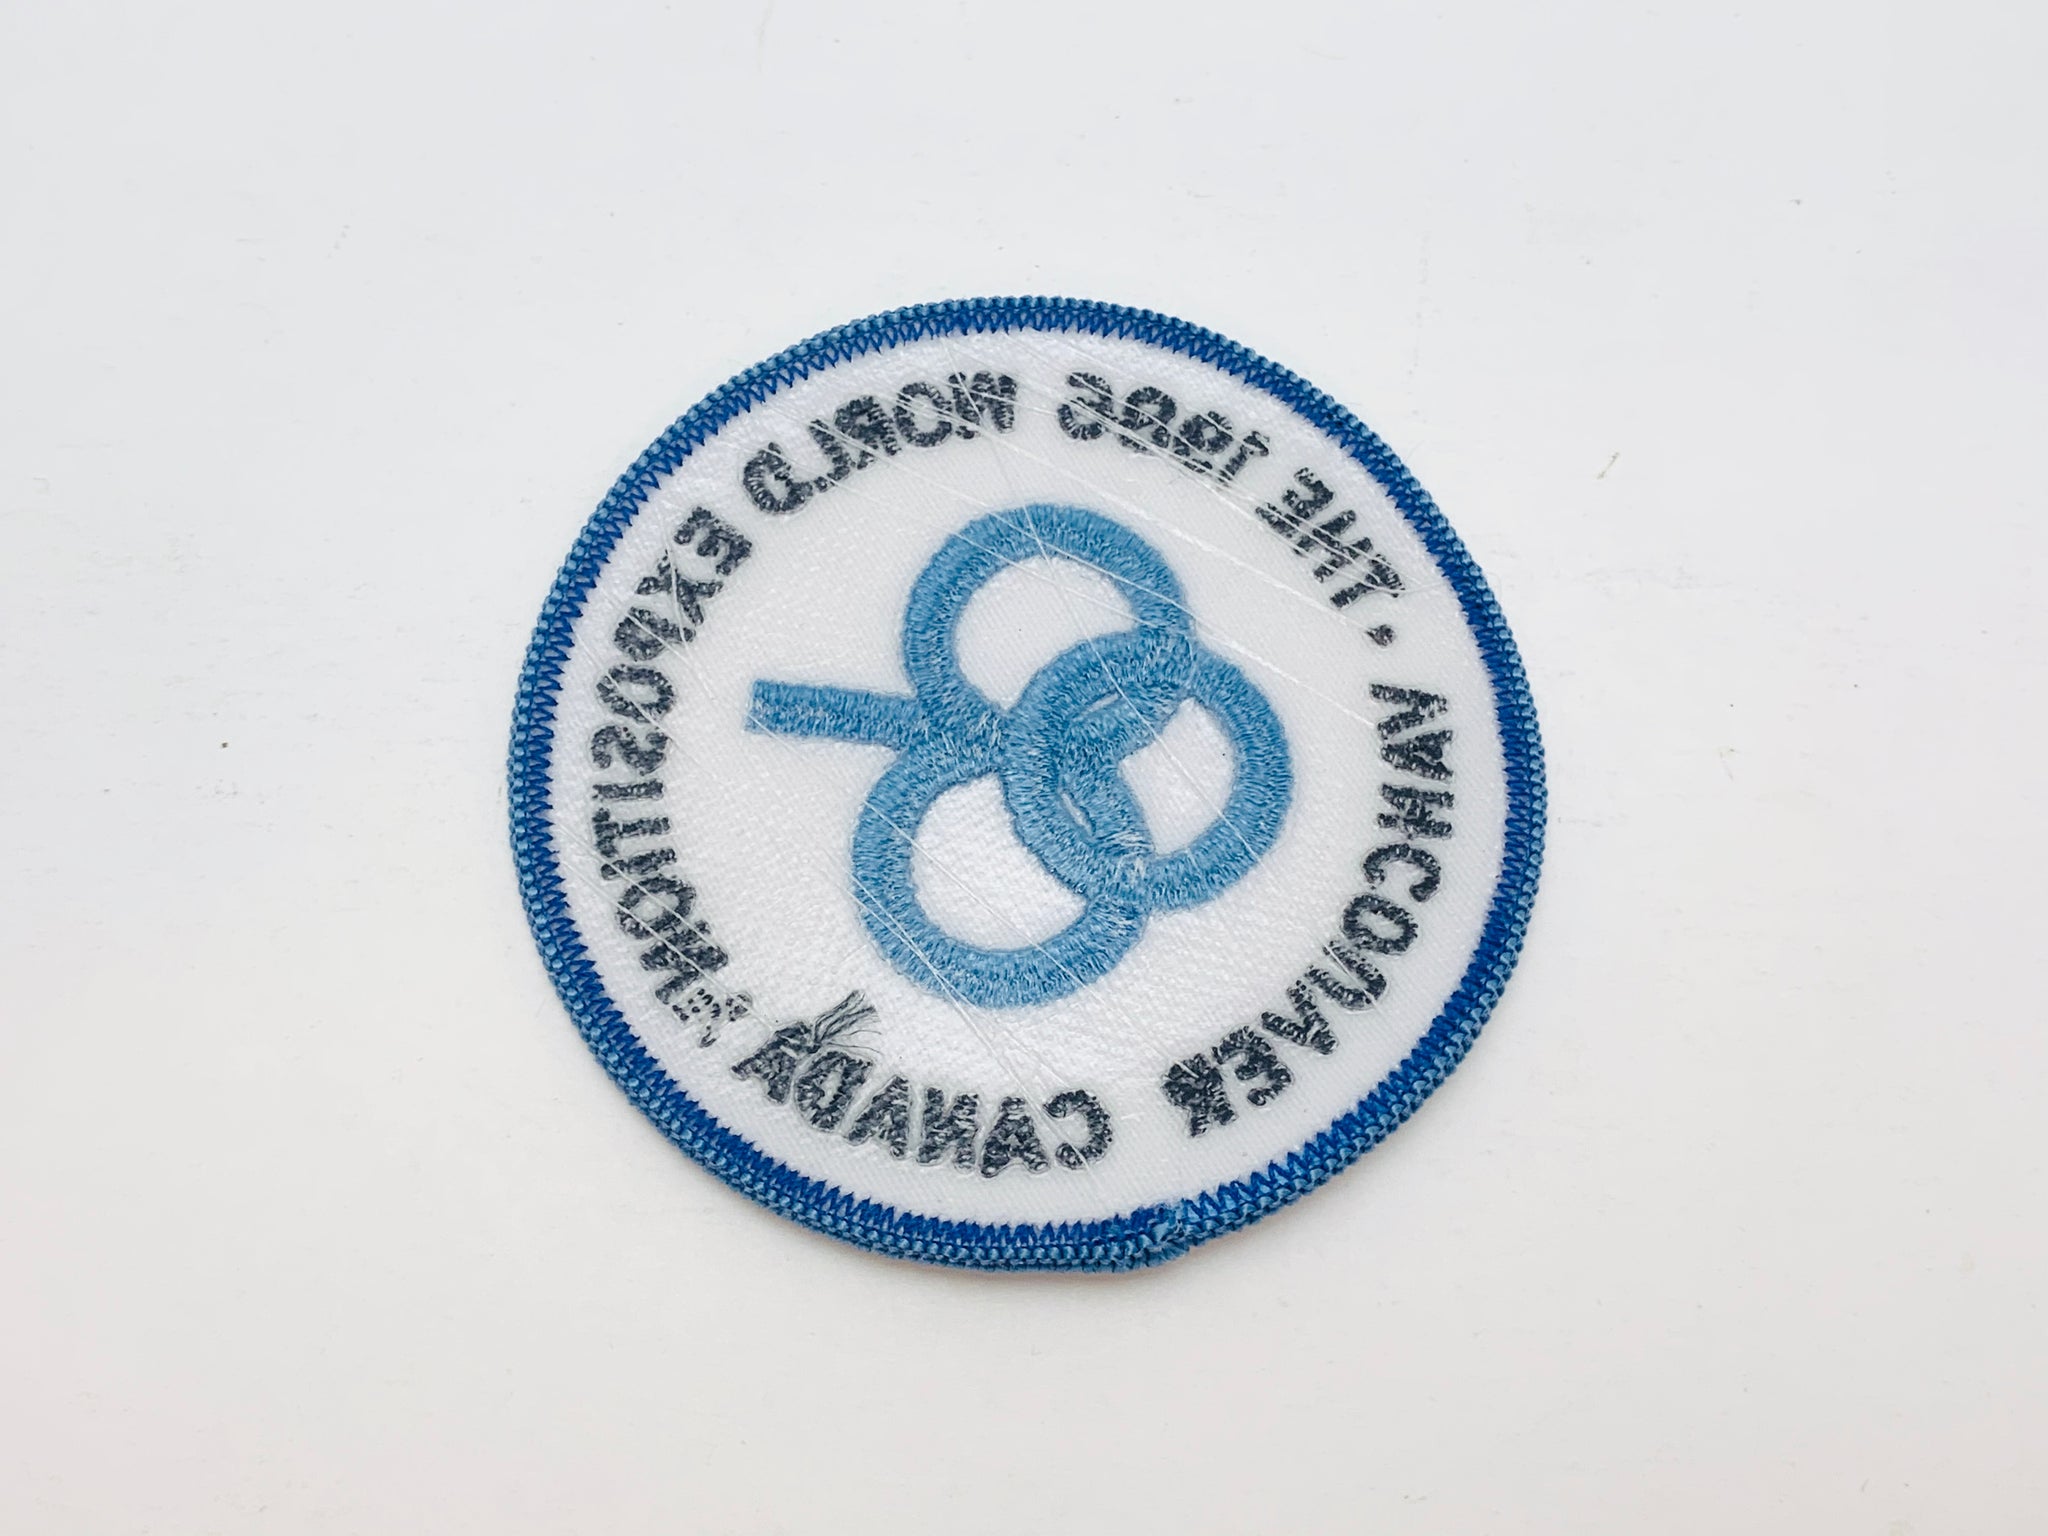 • THE 1986 WORLD EXPOSITION
VANCOUVER CANADA